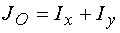 J_O = I_x + I_y